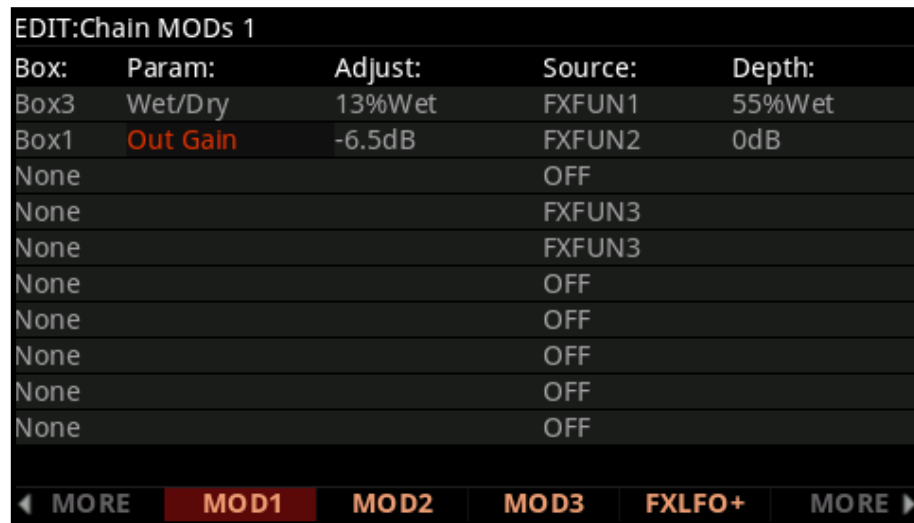 EDIT:Chain MODs 1
Box: Param: Adjust: Source: Depth:
Box3 Wet/Dry 13%Wet FXFUN1 55%Wet
Box1 Out Gain -6.5dB FXFUN2 0dB
None OFF
None FXFUN3
None FXFUN3
None OFF
None OFF
None OFF
None OFF
None OFF
MORE MOD1 MOD2 MOD3 FXLFO+ MORE